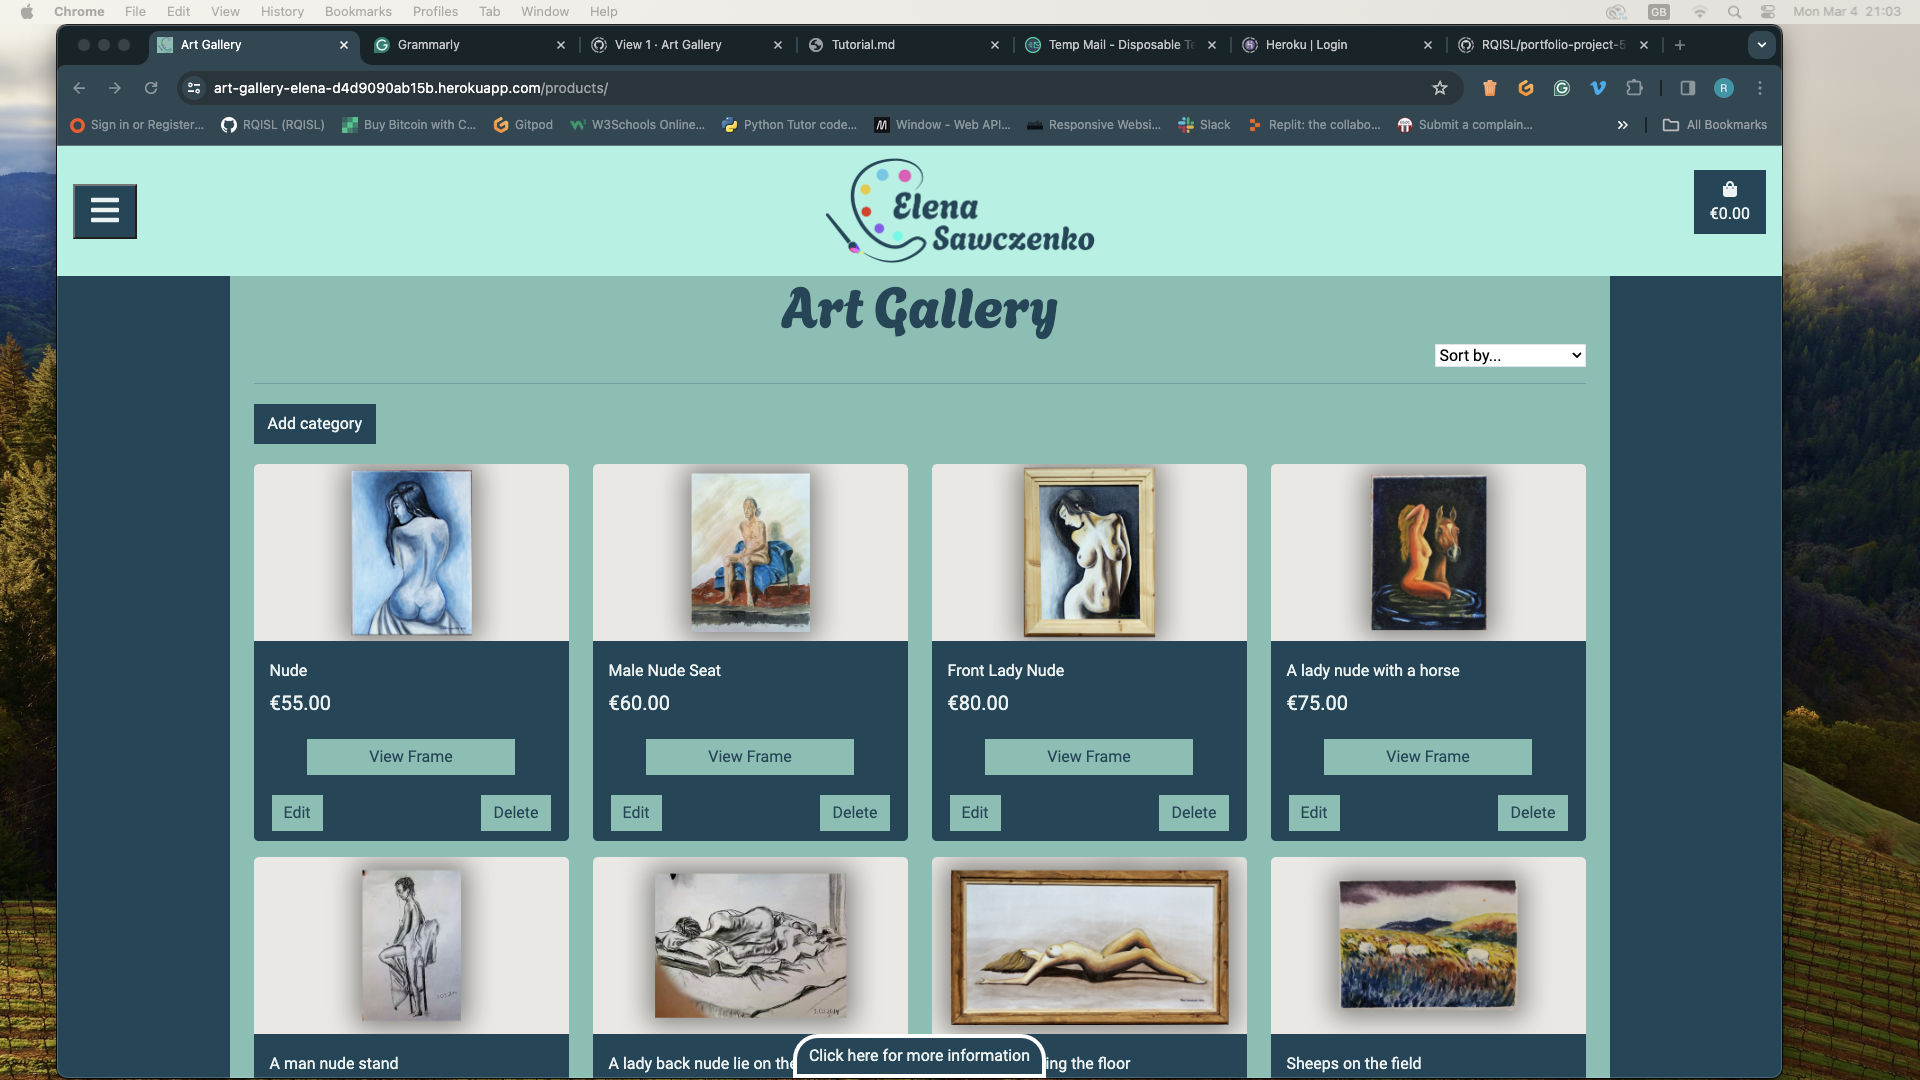 Chrome File Edit View History Bookmarks Profiles Tab Window Help GB Mon Mar 4 21:03
Art Gallery Grammarly View 1 · Art Gallery Tutorial.md Temp Mail - Disposable Te Heroku | Login RQISL/portfolio-project-5
art-gallery-elena-d4d9090ab15b.herokuapp.com/products/ R
Sign in or Register... RQISL (RQISL) Buy Bitcoin with C... Gitpod W3Schools Online... Python Tutor code... Window - Web API... Responsive Websi... Slack Replit: the collabo... Submit a complain... » All Bookmarks
Elena
Sawczenko
€0.00
Art Gallery
Sort by...
Add category
Nude Male Nude Seat Front Lady Nude A lady nude with a horse
€55.00 €60.00 €80.00 €75.00
View Frame View Frame View Frame View Frame
Edit Delete Edit Delete Edit Delete Edit Delete
A man nude stand A lady back nude lie on the Click here for more information ing the floor Sheeps on the field